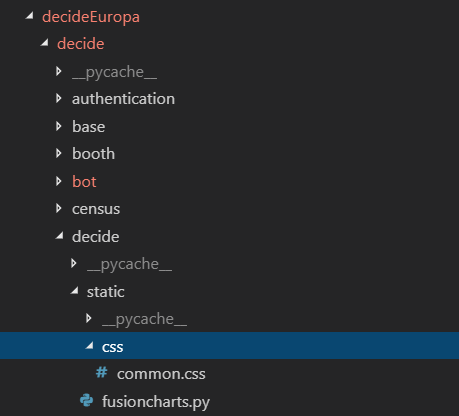 decideEuropa
decide
__pycache__
authentication
base
booth
bot
census
decide
__pycache__
static
__pycache__
css
# common.css
fusioncharts.py